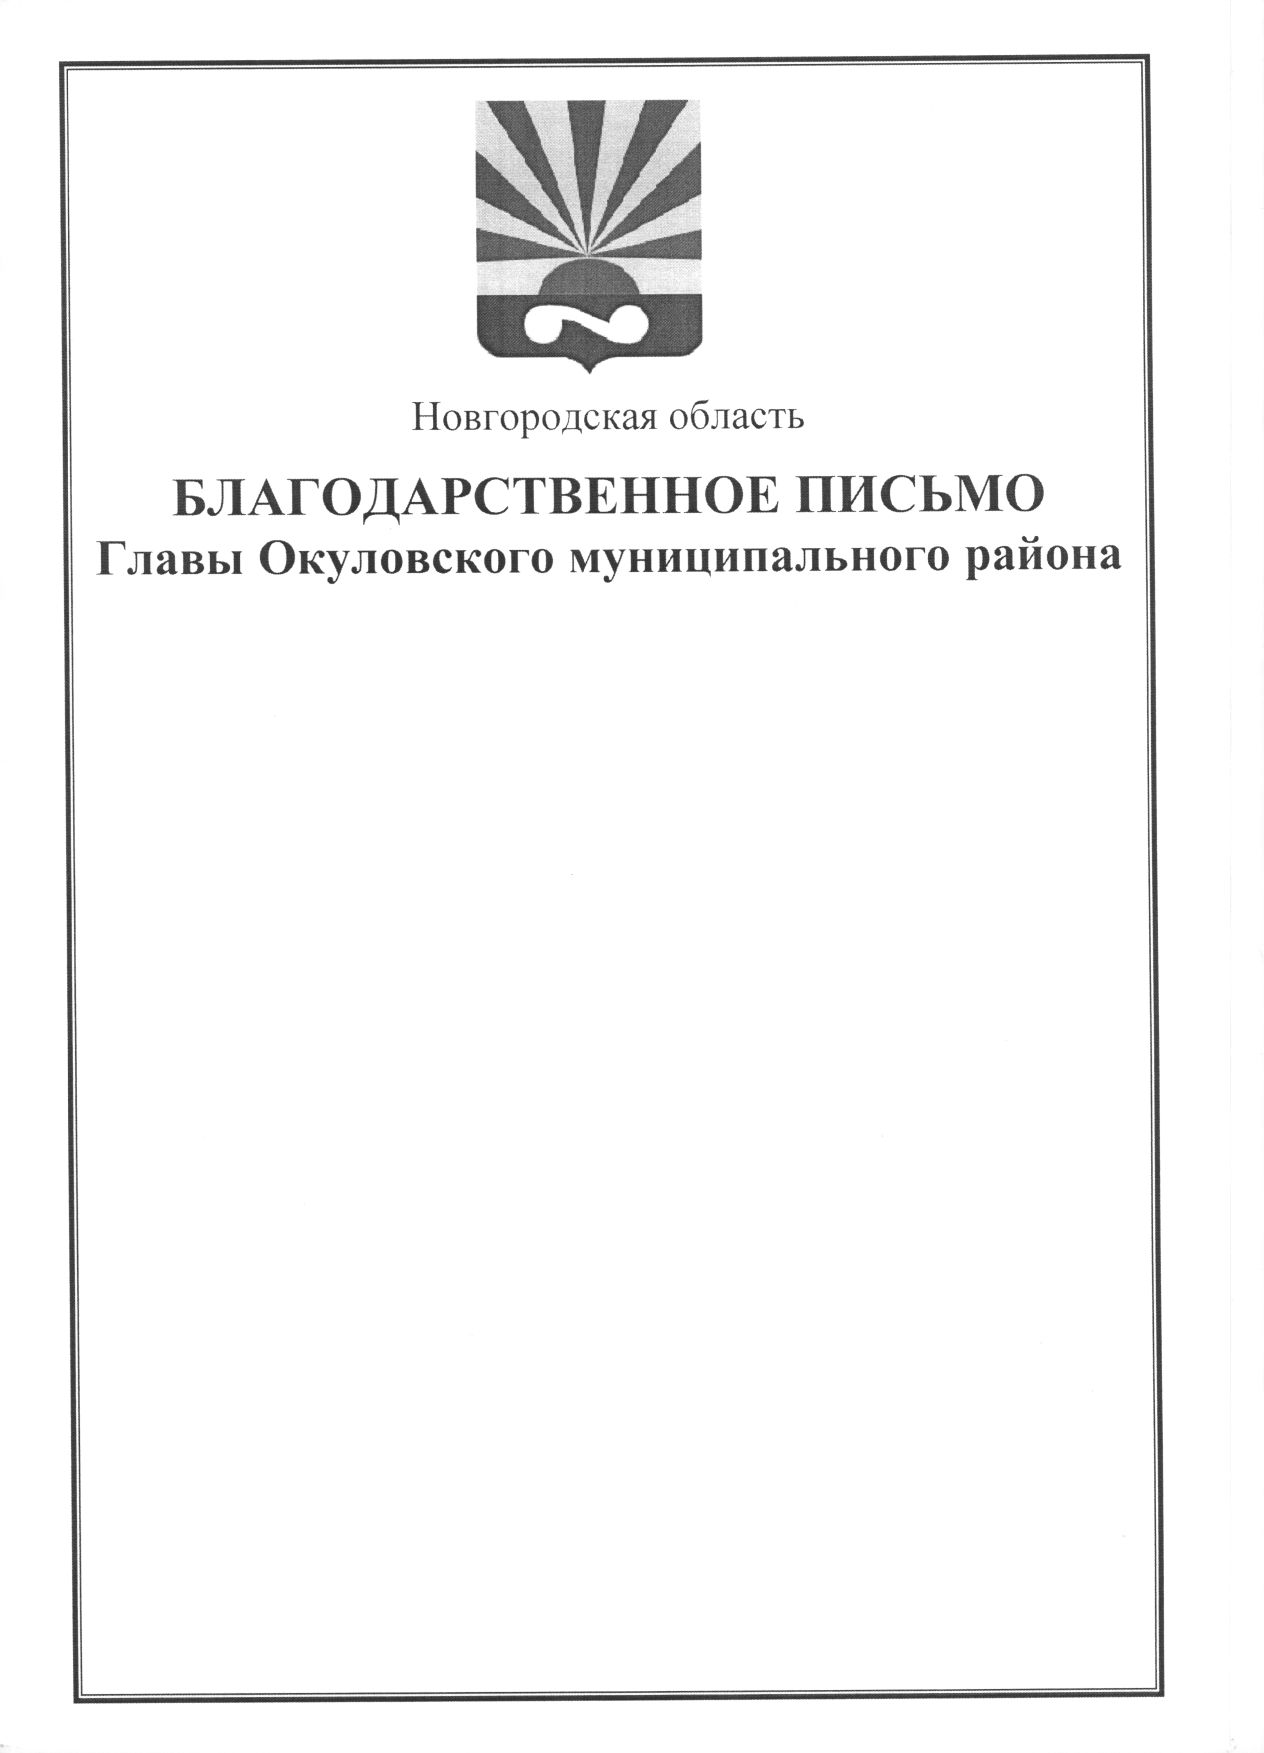 Новгородская область
БЛАГОДАРСТВЕННОЕ ПИСЬМО
Главы Окуловского муниципального района